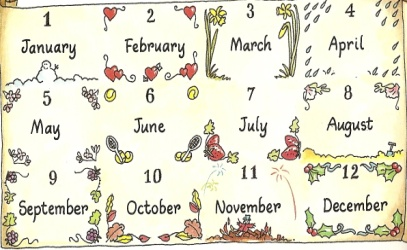 1 2 3 4
January February March April
5 6 7 8
May June July August
9 10 11 12
September October November December